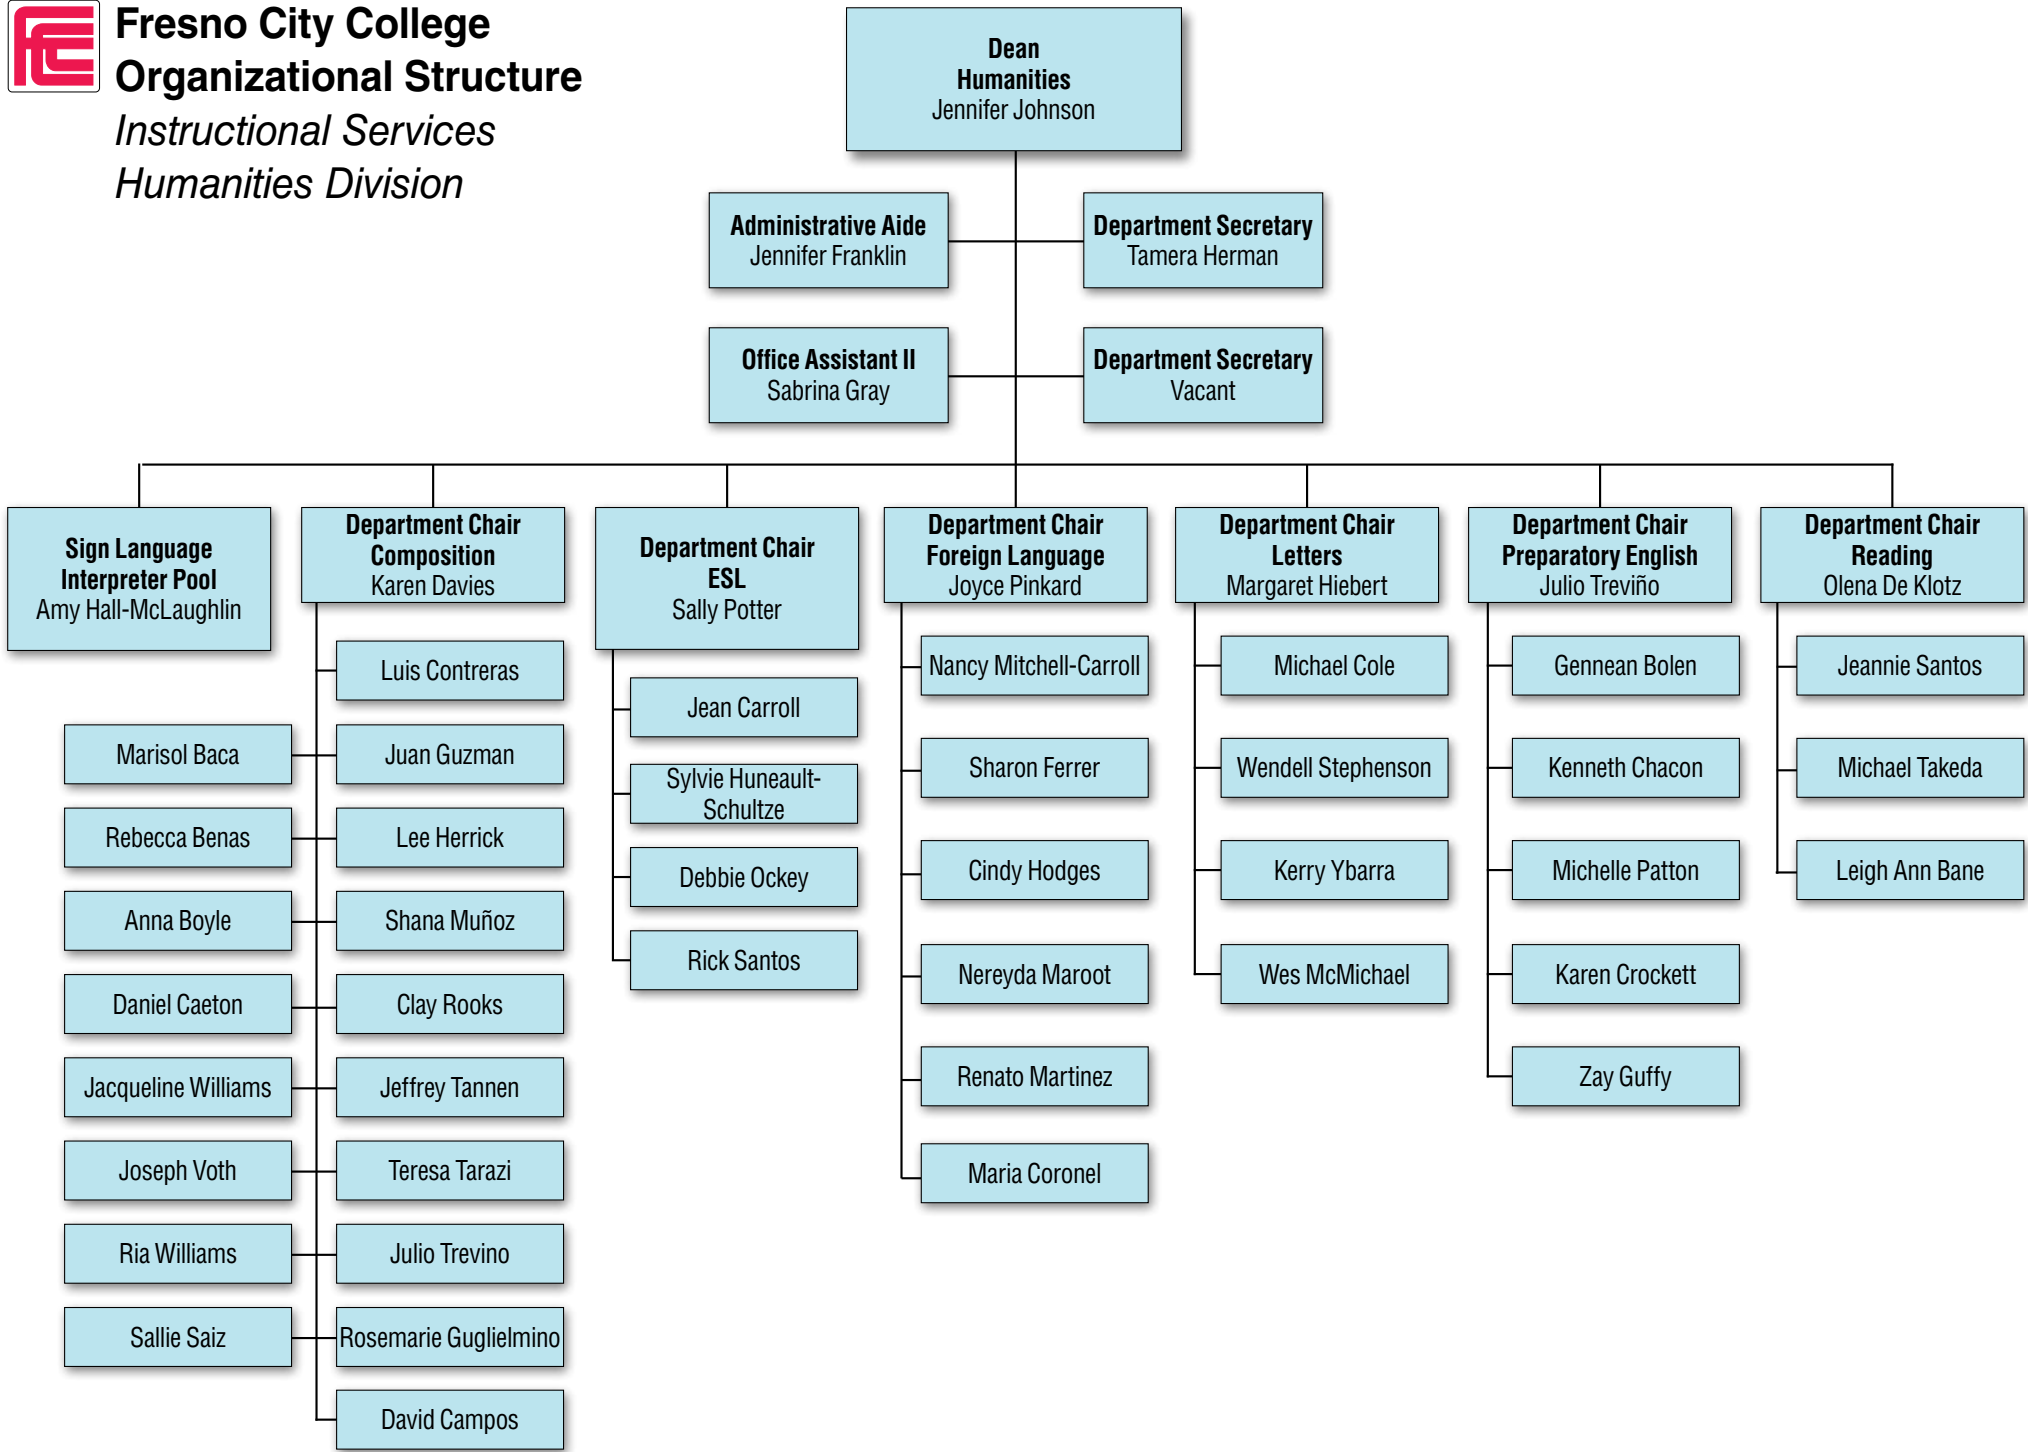 Fresno City College
Organizational Structure
Instructional Services
Humanities Division
Dean
Humanities
Jennifer Johnson
Administrative Aide
Jennifer Franklin
Department Secretary
Tamera Herman
Office Assistant II
Sabrina Gray
Department Secretary
Vacant
Sign Language
Interpreter Pool
Amy Hall-McLaughlin
Department Chair
Composition
Karen Davies
Luis Contreras
Marisol Baca
Juan Guzman
Rebecca Benas
Lee Herrick
Anna Boyle
Shana Muñoz
Daniel Caeton
Clay Rooks
Jacqueline Williams
Jeffrey Tannen
Joseph Voth
Teresa Tarazi
Ria Williams
Julio Trevino
Sallie Saiz
Rosemarie Guglielmino
David Campos
Department Chair
ESL
Sally Potter
Jean Carroll
Sylvie Huneault-
Schultze
Debbie Ockey
Rick Santos
Department Chair
Foreign Language
Joyce Pinkard
Nancy Mitchell-Carroll
Sharon Ferrer
Cindy Hodges
Nereyda Maroot
Renato Martinez
Maria Coronel
Department Chair
Letters
Margaret Hiebert
Michael Cole
Wendell Stephenson
Kerry Ybarra
Wes McMichael
Department Chair
Preparatory English
Julio Treviño
Gennean Bolen
Kenneth Chacon
Michelle Patton
Karen Crockett
Zay Guffy
Department Chair
Reading
Olena De Klotz
Jeannie Santos
Michael Takeda
Leigh Ann Bane